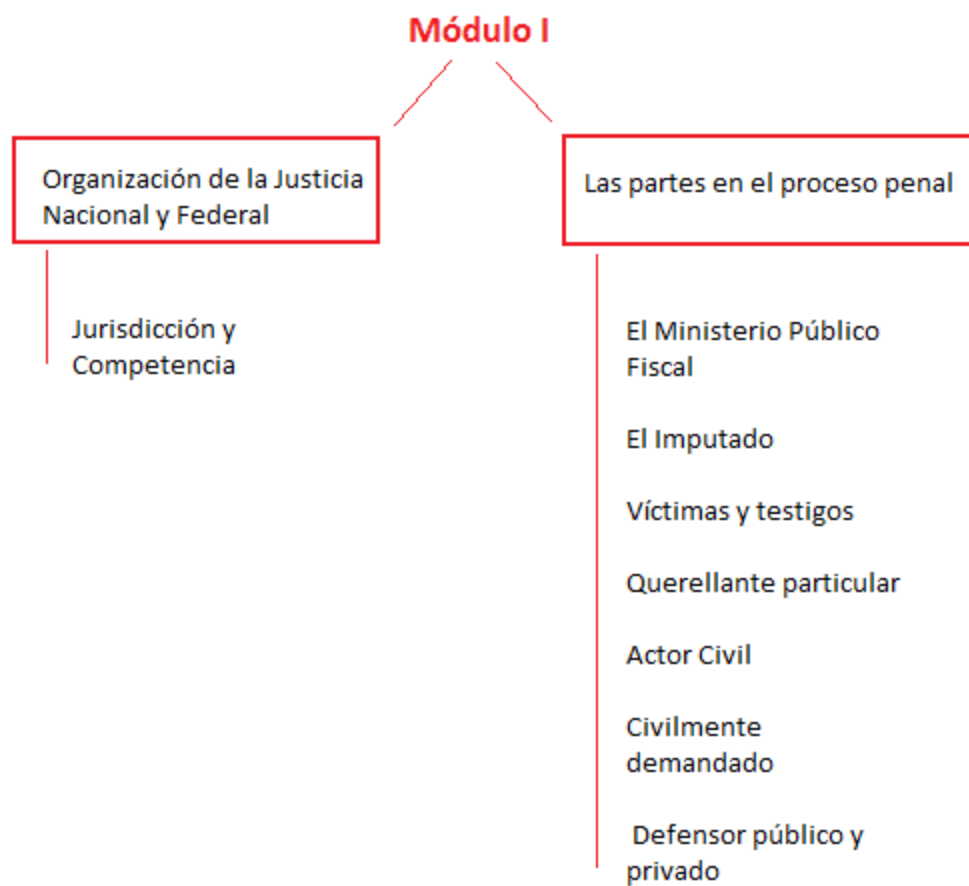 Módulo I
Organización de la Justicia
Nacional y Federal
Jurisdicción y
Competencia
Las partes en el proceso penal
El Ministerio Público
Fiscal
El Imputado
Víctimas y testigos
Querellante particular
Actor Civil
Civilmente
demandado
Defensor público y
privado